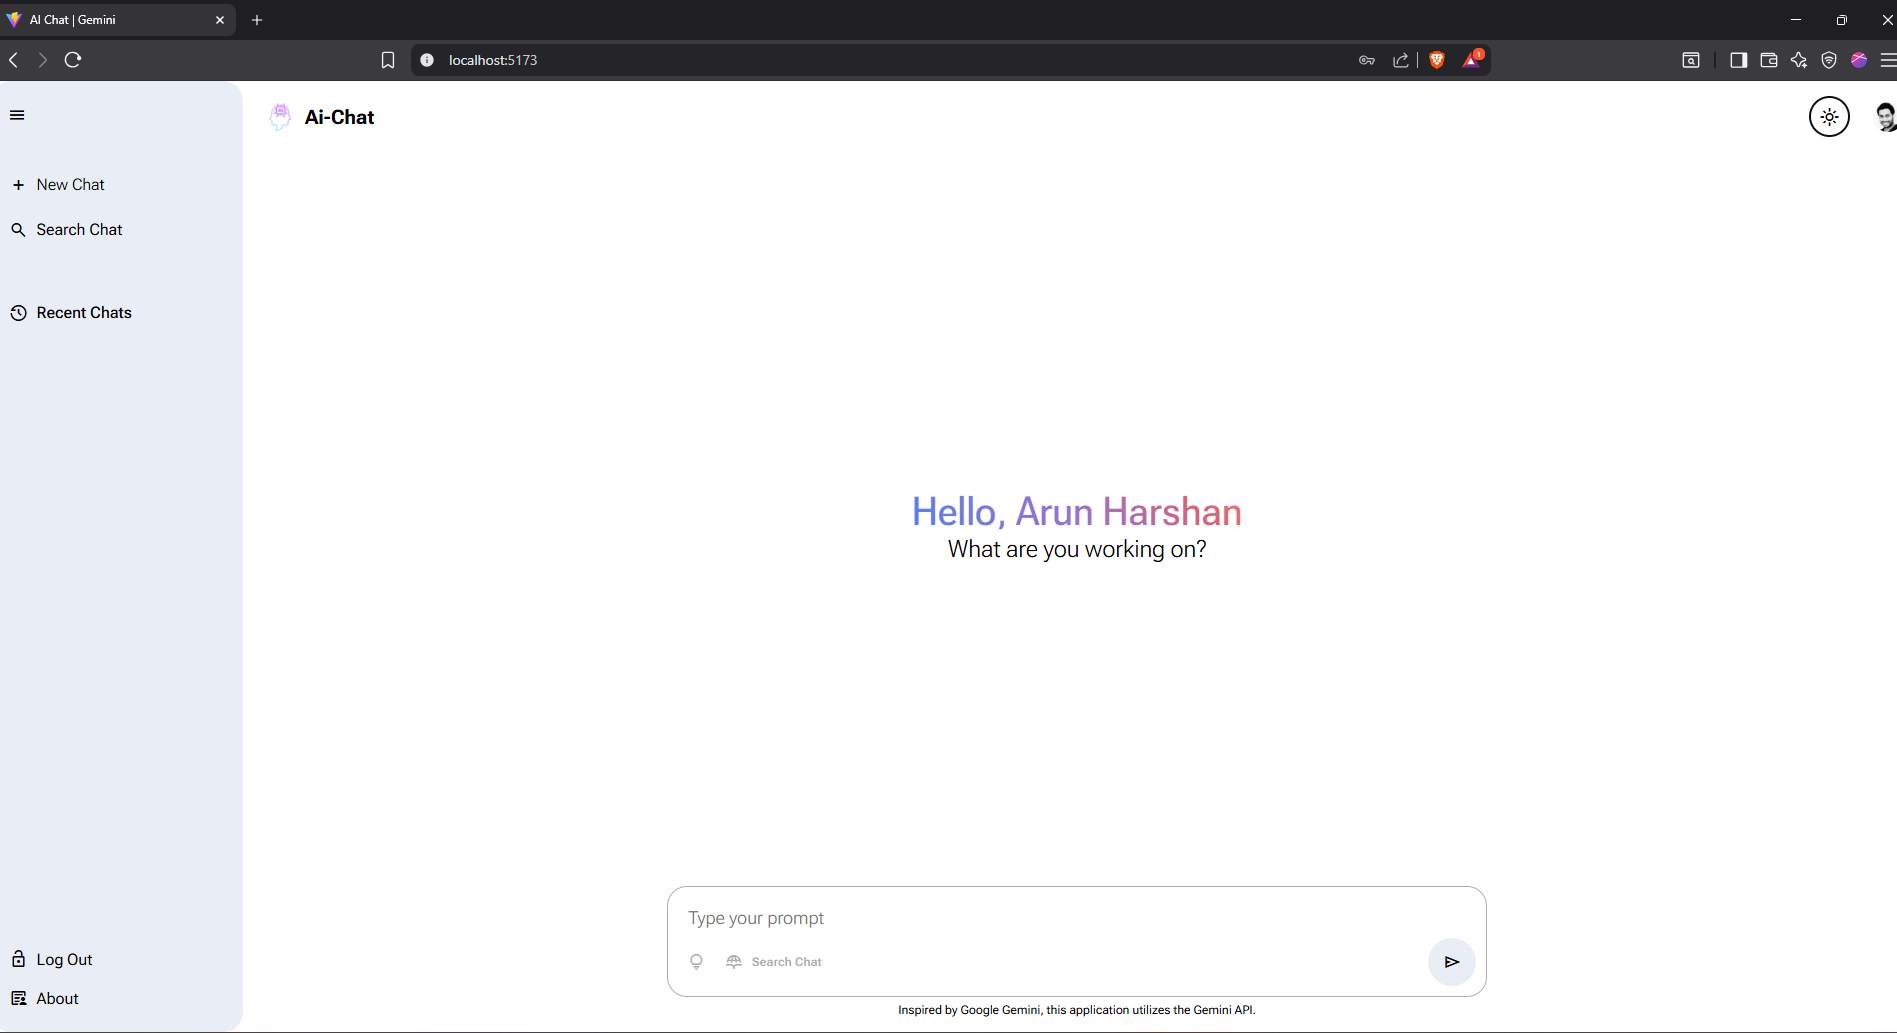 AI Chat | Gemini
localhost:5173
1
Ai-Chat
New Chat
Search Chat
Recent Chats
Hello, Arun Harshan
What are you working on?
Type your prompt
Search Chat
Log Out
About
Inspired by Google Gemini, this application utilizes the Gemini API.